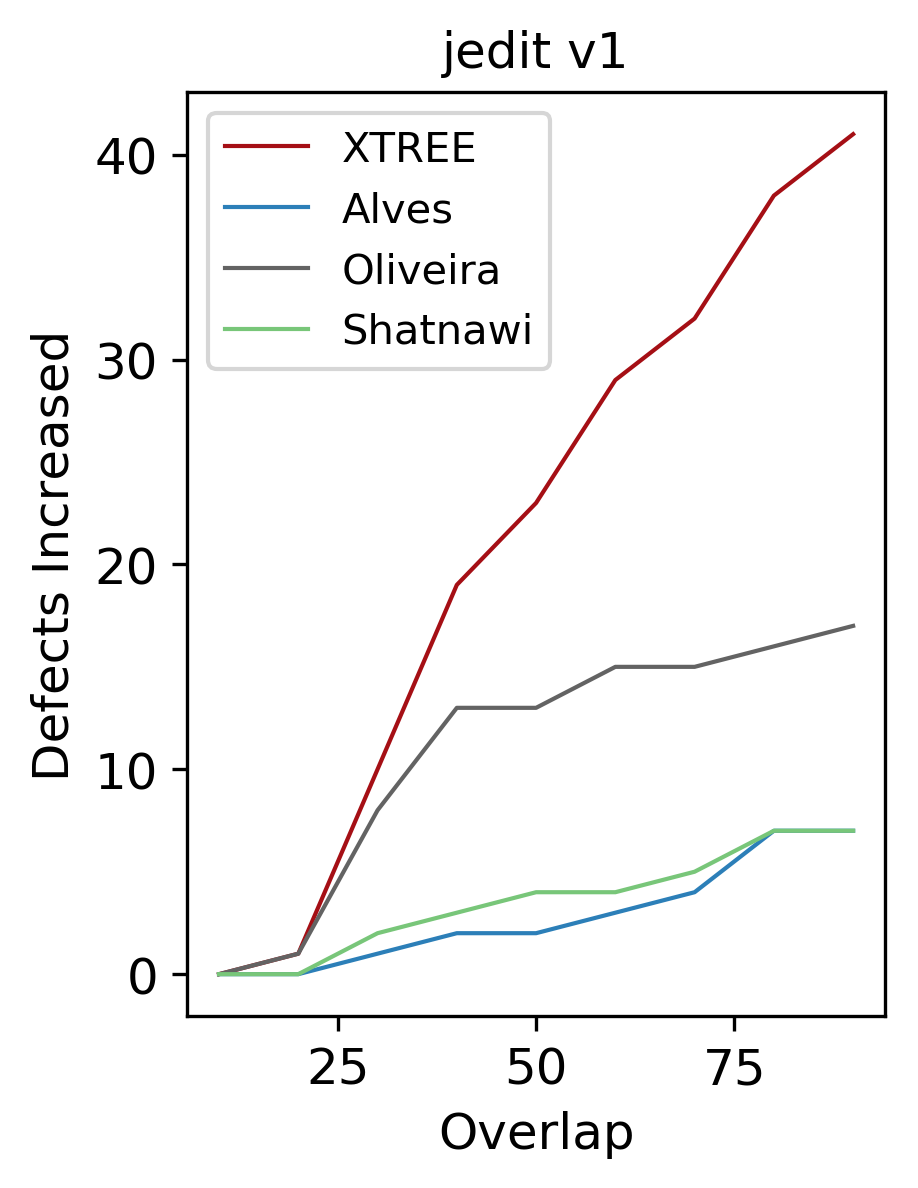 jedit v1
XTREE
Alves
Oliveira
Shatnawi
Defects Increased
40
30
20
10
0
25 50 75
Overlap